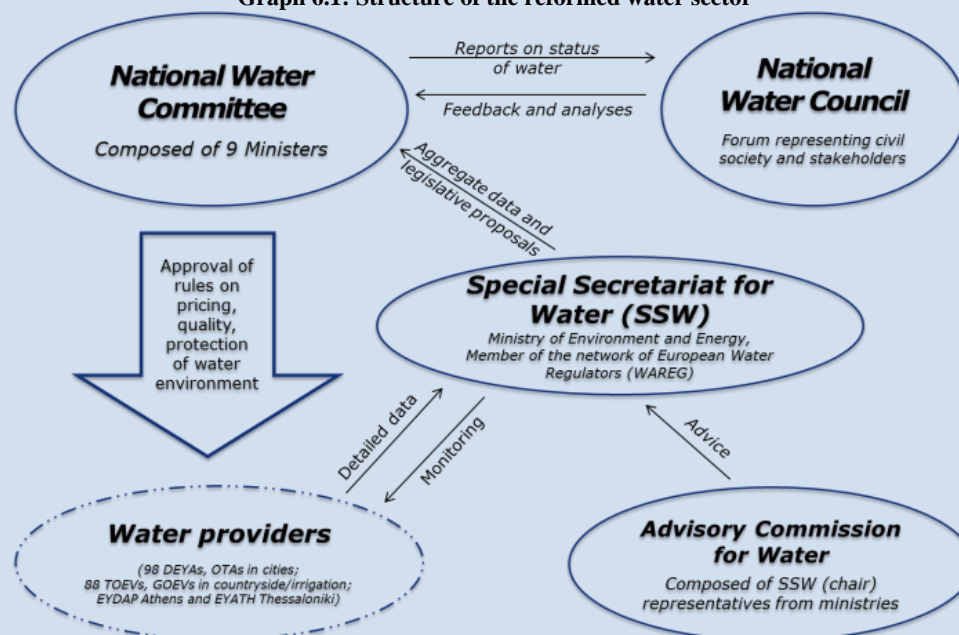 Graph 6.1: Structure of the reformed water sector
National Water
Committee
Composed of 9 Ministers
Reports on status
of water
Feedback and analyses
National
Water Council
Forum representing civil
society and stakeholders
Aggregate data and
legislative proposals
Approval of
rules on
pricing,
quality,
protection
of water
environment
Special Secretariat for
Water (SSW)
Ministry of Environment and Energy,
Member of the network of European Water
Regulators (WAREG)
Detailed data
Monitoring
Advice
Water providers
(98 DEYAs, OTAs in cities;
88 TOEVs, GOEVs in countryside/irrigation;
EYDAP Athens and EYATH Thessaloniki)
Advisory Commission
for Water
Composed of SSW (chair)
representatives from ministries